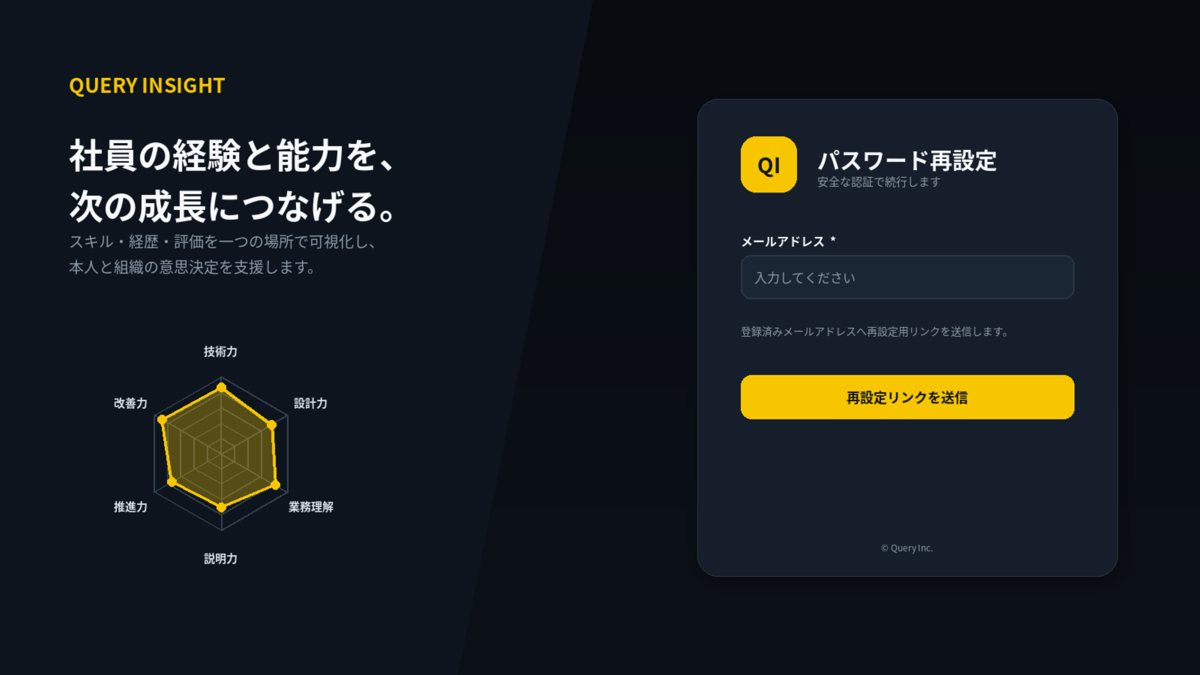 QUERY INSIGHT
社員の経験と能力を、
次の成長につなげる。
スキル・経歴・評価を一つの場所で可視化し、
本人と組織の意思決定を支援します。
技術力
改善力
設計力
推進力
業務理解
説明力
QI
パスワード再設定
安全な認証で続行します
メールアドレス *
入力してください
登録済みメールアドレスへ再設定用リンクを送信します。
再設定リンクを送信
© Query Inc.